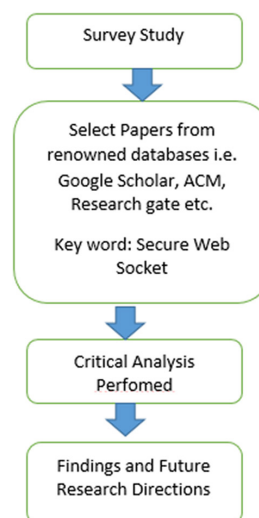 Survey Study
Select Papers from
renowned databases i.e.
Google Scholar, ACM,
Research gate etc.
Key word: Secure Web
Socket
Critical Analysis
Perfomed
Findings and Future
Research Directions